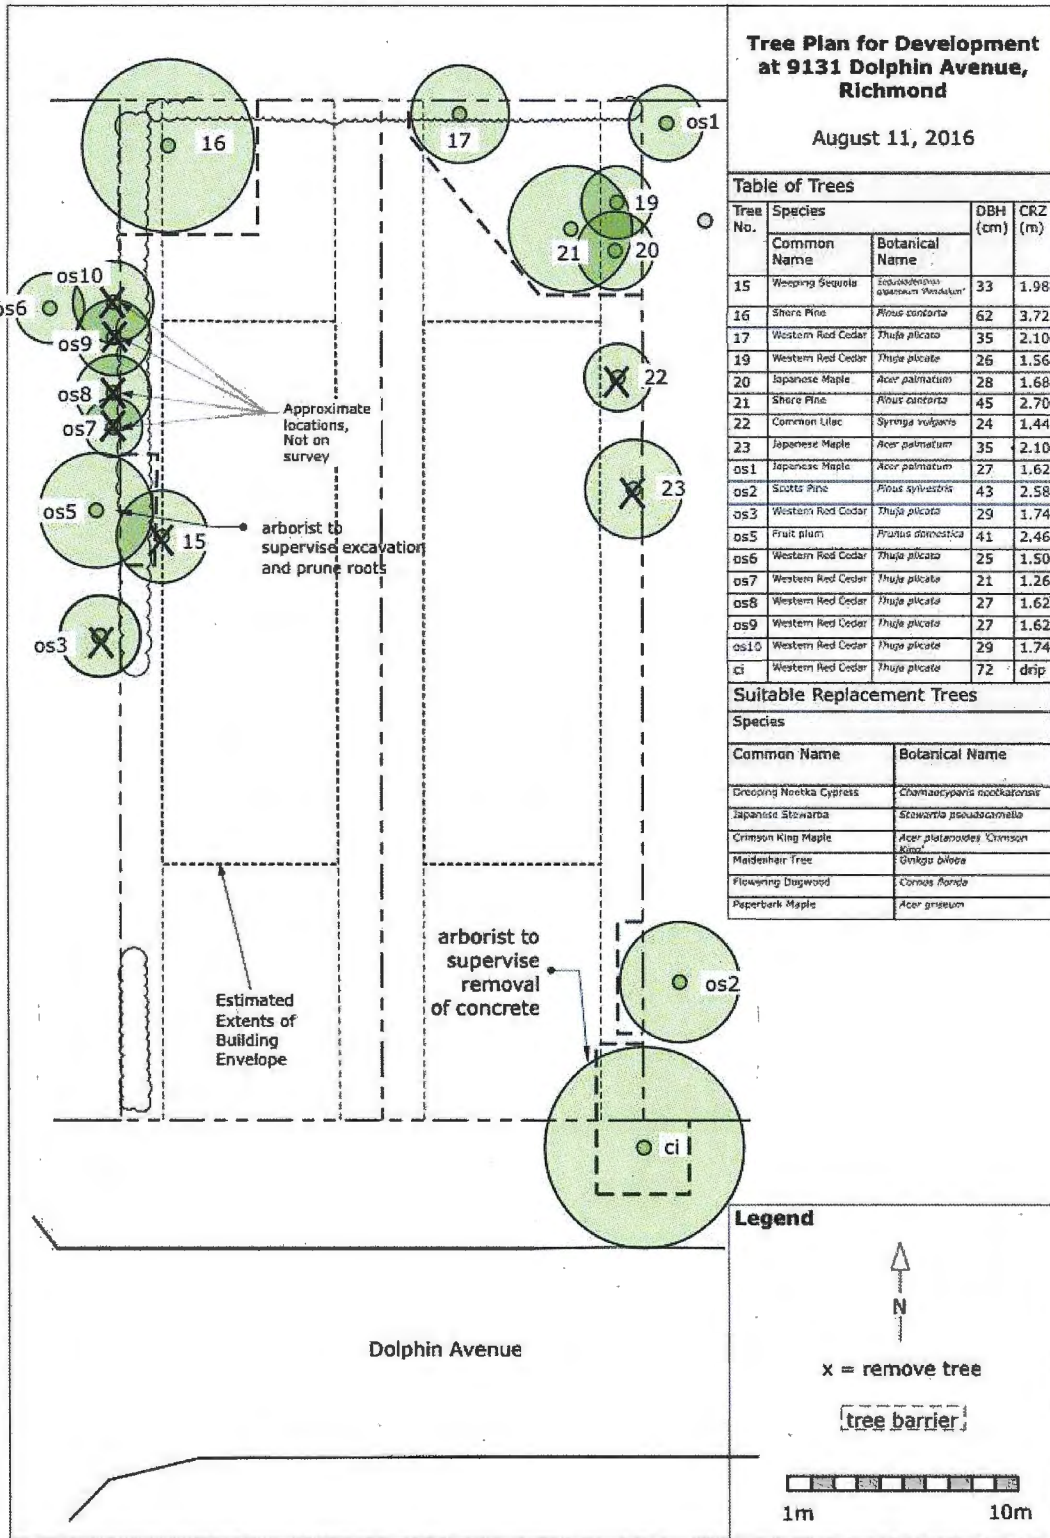 Tree Plan for Development
at 9131 Dolphin Avenue,
Richmond
August 11, 2016
Table of Trees
Tree No. Species DBH (cm) CRZ (m)
Common Name Botanical Name
15 Weeping Sequoia 33 1.98
16 Shore Pine Pinus contorta 62 3.72
17 Western Red Cedar Thuja plicata 35 2.10
19 Western Red Cedar Thuja plicata 26 1.56
20 Japanese Maple Acer palmatum 28 1.68
21 Shore Pine Pinus contorta 45 2.70
22 Common Lilac Syringa vulgaris 24 1.44
23 Japanese Maple Acer palmatum 35 2.10
os1 Japanese Maple Acer palmatum 27 1.62
os2 Scotts Pine Pinus sylvestris 43 2.58
os3 Western Red Cedar Thuja plicata 29 1.74
os5 Fruit plum Prunus domestica 41 2.46
os6 Western Red Cedar Thuja plicata 25 1.50
os7 Western Red Cedar Thuja plicata 21 1.26
os8 Western Red Cedar Thuja plicata 27 1.62
os9 Western Red Cedar Thuja plicata 27 1.62
os10 Western Red Cedar Thuja plicata 29 1.74
ci Western Red Cedar Thuja plicata 72 drip
Suitable Replacement Trees
Species
Common Name Botanical Name
Nootka Cypress
Japanese
Crimson King Maple Acer platanoides 'Crimson
King'
Maidenhair Tree Ginkgo biloba
Flowering Dogwood Cornus florida
Paperbark Maple Acer griseum
16
17
os1
19
20
21
os10
os6
os9
os8
os7
22
Approximate
locations,
Not on
survey
23
os5
15
arborist to
supervise excavation
and prune roots
os3
arborist to
supervise
removal
of concrete
os2
Estimated
Extents of
Building
Envelope
ci
Dolphin Avenue
Legend
N
x = remove tree
tree barrier
1m 10m